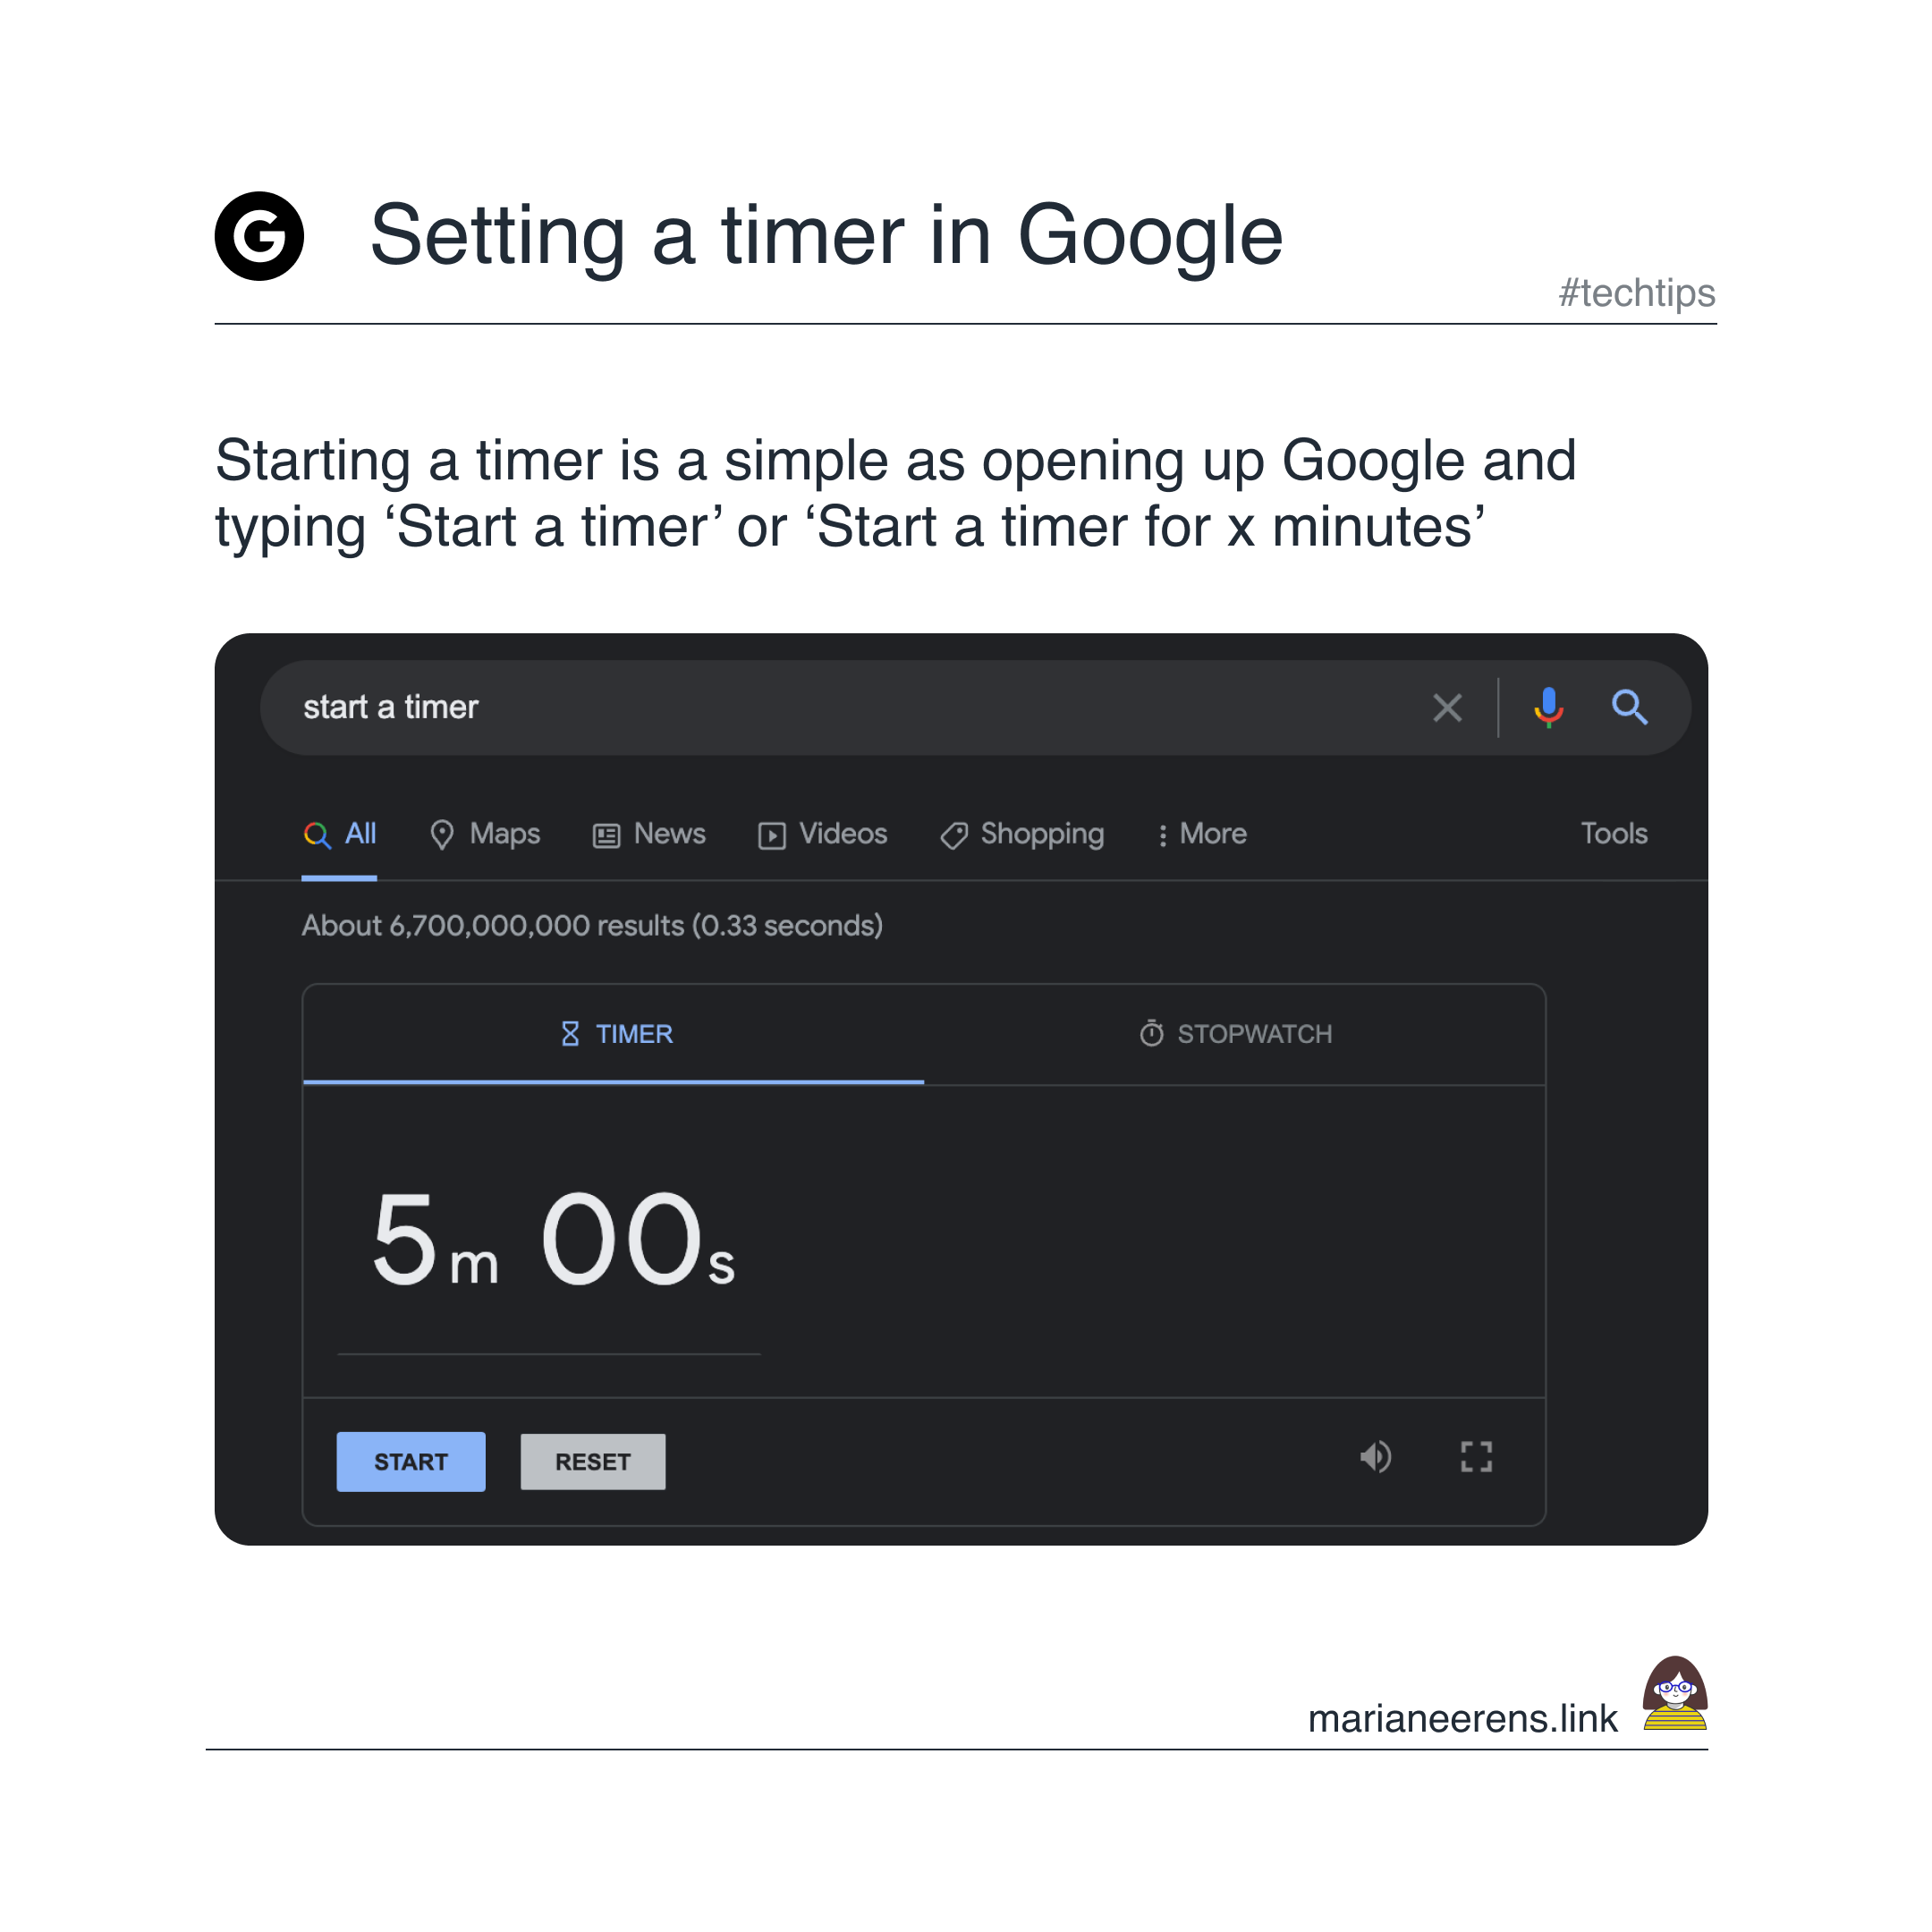 G Setting a timer in Google
#techtips
Starting a timer is a simple as opening up Google and
typing ‘Start a timer’ or ‘Start a timer for x minutes’
start a timer
All Maps News Videos Shopping More Tools
About 6,700,000,000 results (0.33 seconds)
TIMER STOPWATCH
5m 00s
START RESET
marianeerens.link